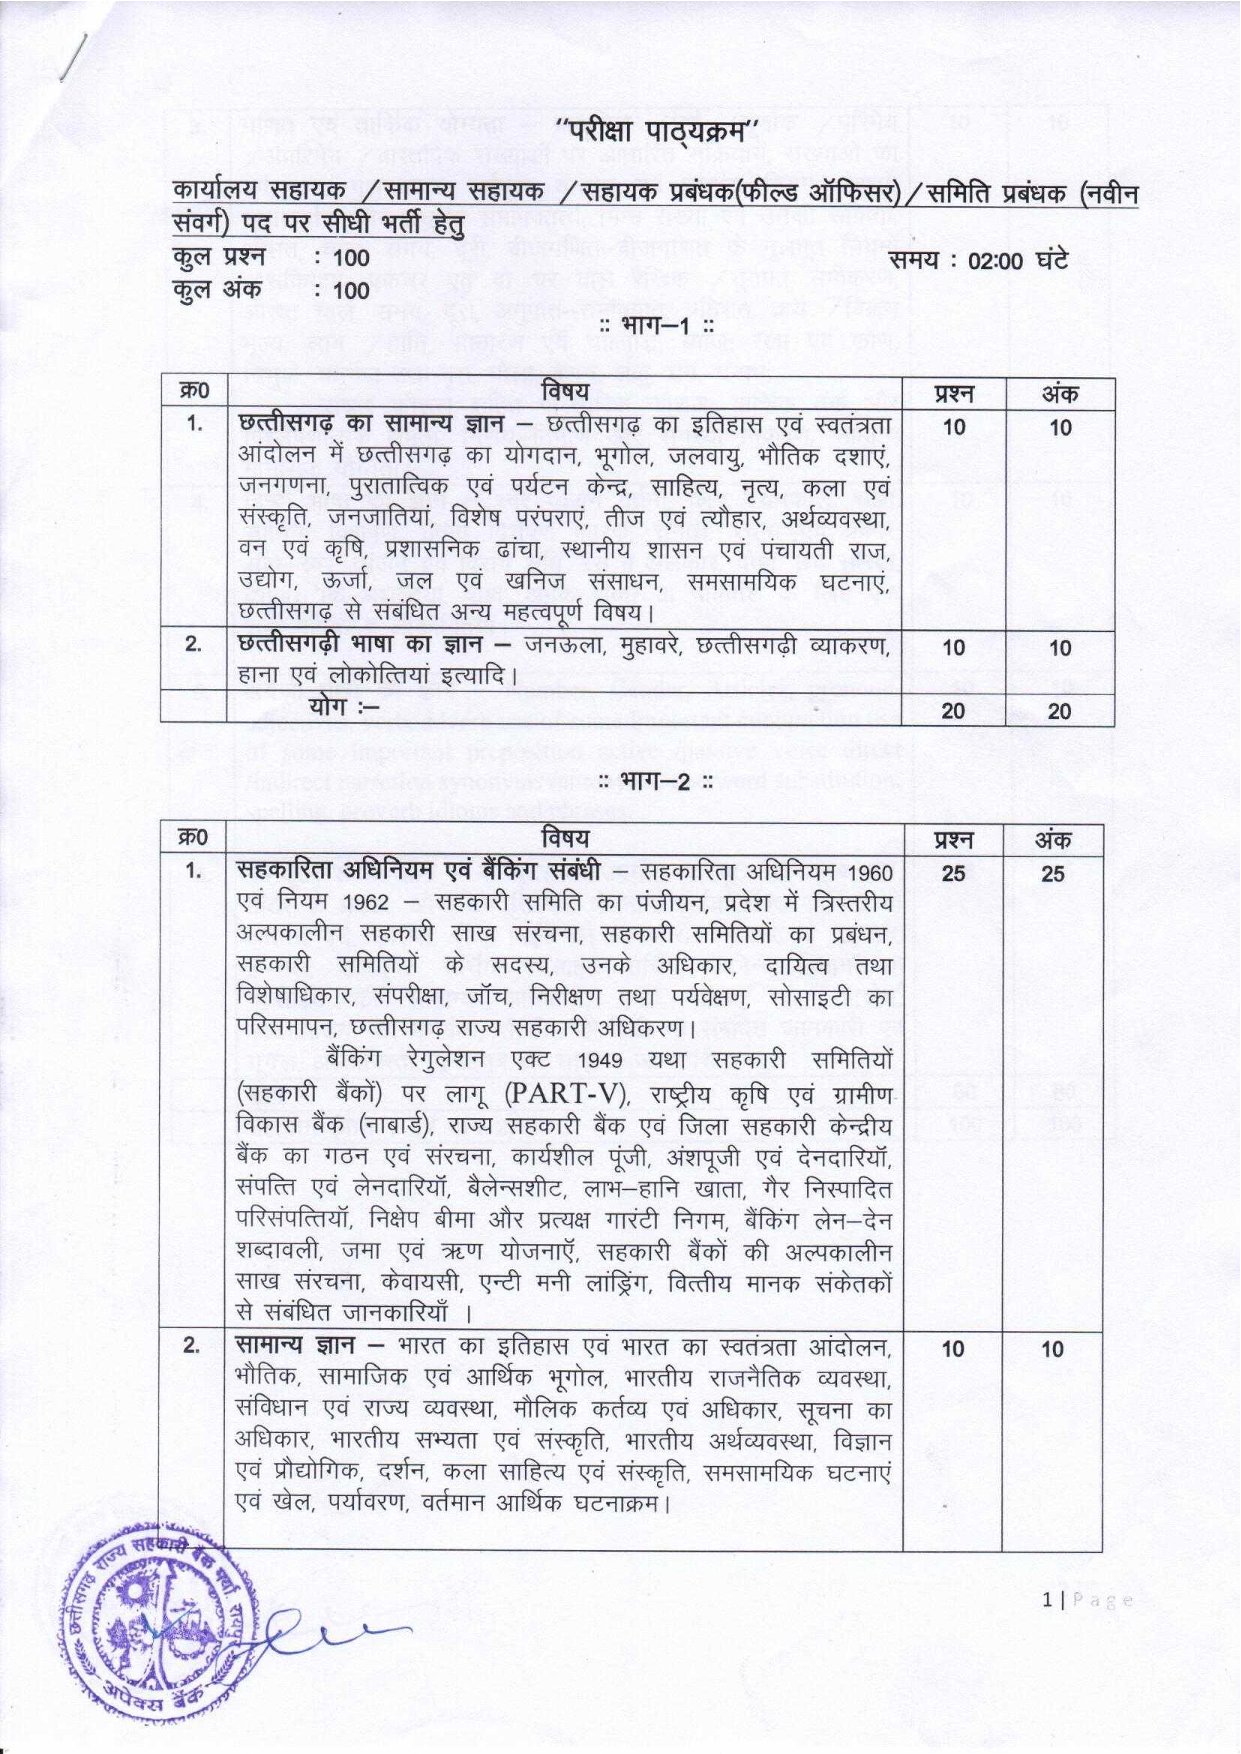 "परीक्षा पाठ्यक्रम"
कार्यालय सहायक /सामान्य सहायक /सहायक प्रबंधक(फील्ड ऑफिसर)/समिति प्रबंधक (नवीन
संवर्ग) पद पर सीधी भर्ती हेतु
कुल प्रश्न : 100 समय : 02:00 घंटे
कुल अंक : 100
:: भाग–1 ::
क्र0 विषय प्रश्न अंक
1. छत्तीसगढ़ का सामान्य ज्ञान – छत्तीसगढ़ का इतिहास एवं स्वतंत्रता 10 10
आंदोलन में छत्तीसगढ़ का योगदान, भूगोल, जलवायु, भौतिक दशाएं,
जनगणना, पुरातात्विक एवं पर्यटन केन्द्र, साहित्य, नृत्य, कला एवं
संस्कृति, जनजातियां, विशेष परंपराएं, तीज एवं त्यौहार, अर्थव्यवस्था,
वन एवं कृषि, प्रशासनिक ढांचा, स्थानीय शासन एवं पंचायती राज,
उद्योग, ऊर्जा, जल एवं खनिज संसाधन, समसामयिक घटनाएं,
छत्तीसगढ़ से संबंधित अन्य महत्वपूर्ण विषय।
2. छत्तीसगढ़ी भाषा का ज्ञान – जनऊला, मुहावरे, छत्तीसगढ़ी व्याकरण, 10 10
हाना एवं लोकोत्तियां इत्यादि।
योग :– 20 20
:: भाग–2 ::
क्र0 विषय प्रश्न अंक
1. सहकारिता अधिनियम एवं बैंकिंग संबंधी – सहकारिता अधिनियम 1960 25 25
एवं नियम 1962 – सहकारी समिति का पंजीयन, प्रदेश में त्रिस्तरीय
अल्पकालीन सहकारी साख संरचना, सहकारी समितियों का प्रबंधन,
सहकारी समितियों के सदस्य, उनके अधिकार, दायित्व तथा
विशेषाधिकार, संपरीक्षा, जॉच, निरीक्षण तथा पर्यवेक्षण, सोसाइटी का
परिसमापन, छत्तीसगढ़ राज्य सहकारी अधिकरण।
बैंकिंग रेगुलेशन एक्ट 1949 यथा सहकारी समितियों
(सहकारी बैंकों) पर लागू (PART-V), राष्ट्रीय कृषि एवं ग्रामीण
विकास बैंक (नाबार्ड), राज्य सहकारी बैंक एवं जिला सहकारी केन्द्रीय
बैंक का गठन एवं संरचना, कार्यशील पूंजी, अंशपूजी एवं देनदारियॉ,
संपत्ति एवं लेनदारियॉ, बैलेन्सशीट, लाभ–हानि खाता, गैर निस्पादित
परिसंपत्तियॉ, निक्षेप बीमा और प्रत्यक्ष गारंटी निगम, बैंकिंग लेन–देन
शब्दावली, जमा एवं ऋण योजनाऍ, सहकारी बैंकों की अल्पकालीन
साख संरचना, केवायसी, एन्टी मनी लांड्रिंग, वित्तीय मानक संकेतकों
से संबंधित जानकारियाँ ।
2. सामान्य ज्ञान – भारत का इतिहास एवं भारत का स्वतंत्रता आंदोलन, 10 10
भौतिक, सामाजिक एवं आर्थिक भूगोल, भारतीय राजनैतिक व्यवस्था,
संविधान एवं राज्य व्यवस्था, मौलिक कर्तव्य एवं अधिकार, सूचना का
अधिकार, भारतीय सभ्यता एवं संस्कृति, भारतीय अर्थव्यवस्था, विज्ञान
एवं प्रौद्योगिक, दर्शन, कला साहित्य एवं संस्कृति, समसामयिक घटनाएं
एवं खेल, पर्यावरण, वर्तमान आर्थिक घटनाक्रम।
छत्तीसगढ़ राज्य सहकारी बैंक मर्या. रायपुर
अपेक्स बैंक
1 | Page